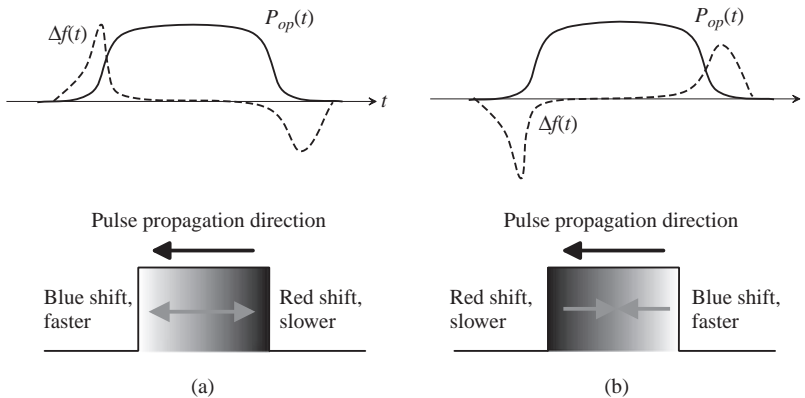 P_op(t)
Δf(t)
t
P_op(t)
Δf(t)
Pulse propagation direction
Blue shift,
faster
Red shift,
slower
(a)
Pulse propagation direction
Red shift,
slower
Blue shift,
faster
(b)